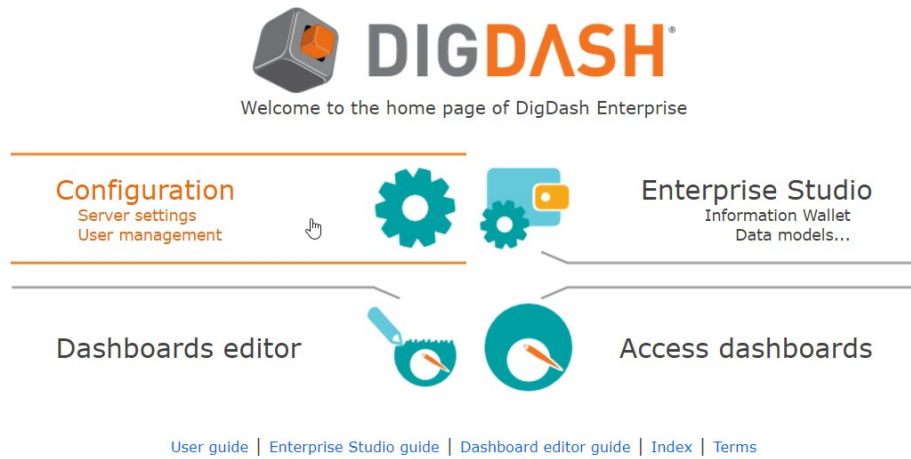 DIGDASH®
Welcome to the home page of DigDash Enterprise
Configuration
Server settings
User management
Enterprise Studio
Information Wallet
Data models...
Dashboards editor
Access dashboards
User guide | Enterprise Studio guide | Dashboard editor guide | Index | Terms